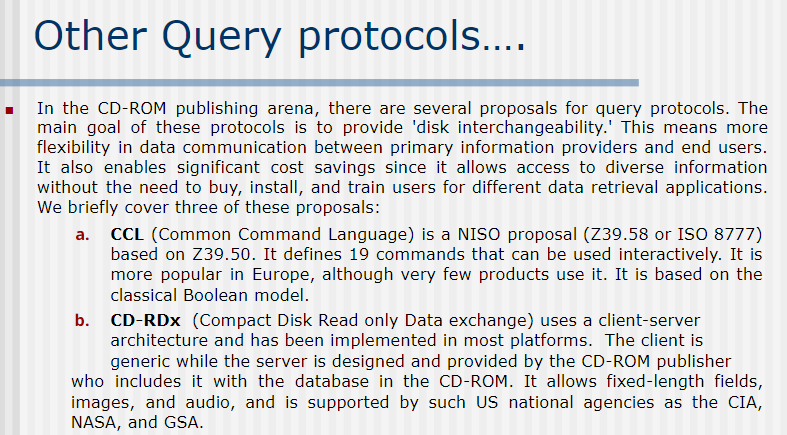 Other Query protocols….
In the CD-ROM publishing arena, there are several proposals for query protocols. The
main goal of these protocols is to provide 'disk interchangeability.' This means more
flexibility in data communication between primary information providers and end users.
It also enables significant cost savings since it allows access to diverse information
without the need to buy, install, and train users for different data retrieval applications.
We briefly cover three of these proposals:
a. CCL (Common Command Language) is a NISO proposal (Z39.58 or ISO 8777)
based on Z39.50. It defines 19 commands that can be used interactively. It is
more popular in Europe, although very few products use it. It is based on the
classical Boolean model.
b. CD-RDx (Compact Disk Read only Data exchange) uses a client-server
architecture and has been implemented in most platforms. The client is
generic while the server is designed and provided by the CD-ROM publisher
who includes it with the database in the CD-ROM. It allows fixed-length fields,
images, and audio, and is supported by such US national agencies as the CIA,
NASA, and GSA.